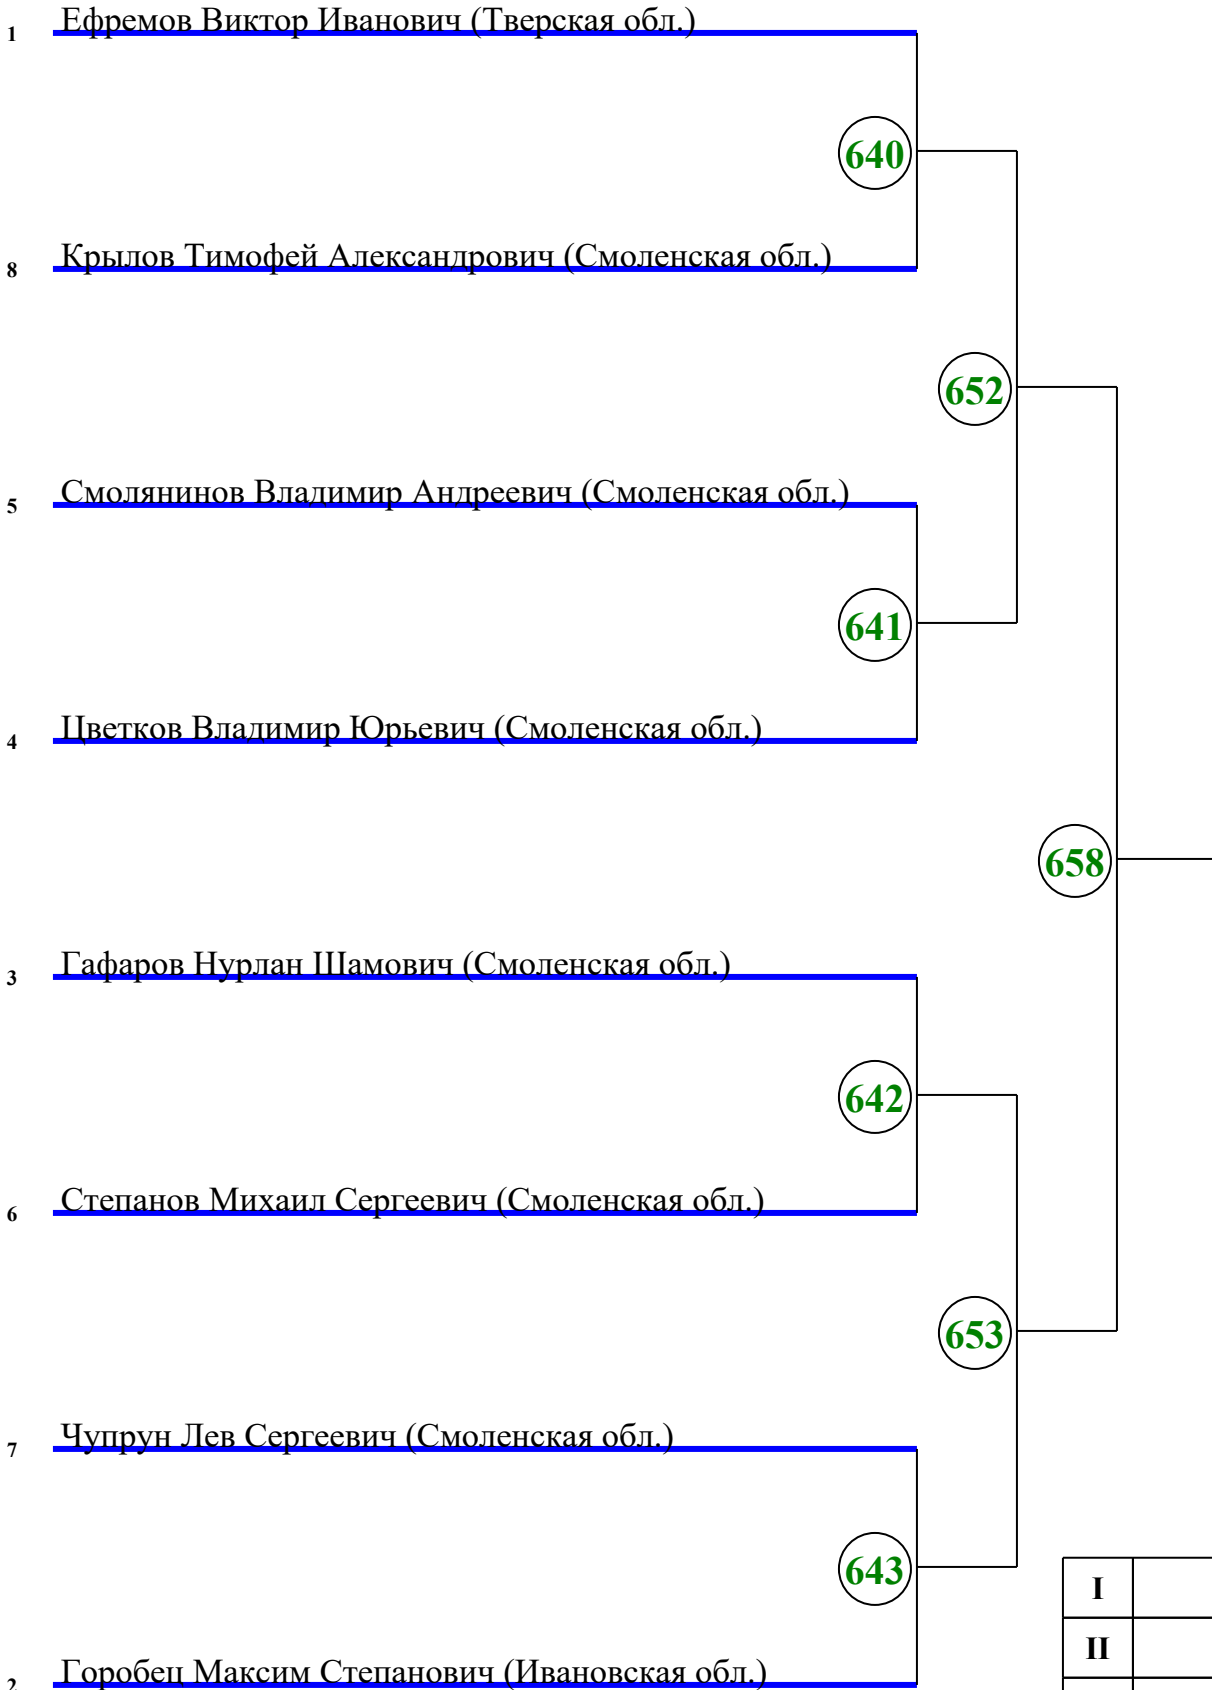 1 Ефремов Виктор Иванович (Тверская обл.)
640
8 Крылов Тимофей Александрович (Смоленская обл.)
652
5 Смолянинов Владимир Андреевич (Смоленская обл.)
641
4 Цветков Владимир Юрьевич (Смоленская обл.)
658
3 Гафаров Нурлан Шамович (Смоленская обл.)
642
6 Степанов Михаил Сергеевич (Смоленская обл.)
653
7 Чупрун Лев Сергеевич (Смоленская обл.)
643
I
II
2 Горобец Максим Степанович (Ивановская обл.)